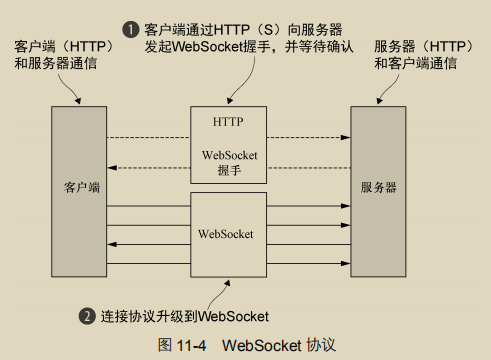 ❶ 客户端通过HTTP（S）向服务器
发起WebSocket握手，并等待确认
客户端（HTTP）
和服务器通信
服务器（HTTP）
和客户端通信
HTTP
WebSocket
握手
客户端
服务器
WebSocket
❷ 连接协议升级到WebSocket
图 11-4 WebSocket 协议